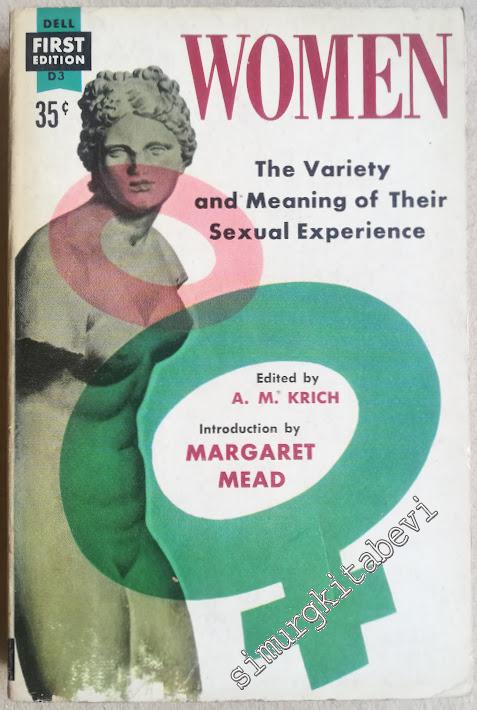 DELL
FIRST
EDITION
D3
35¢
WOMEN
The Variety
and Meaning of Their
Sexual Experience
Edited by
A. M. KRICH
Introduction by
MARGARET
MEAD
simurgkitabevi